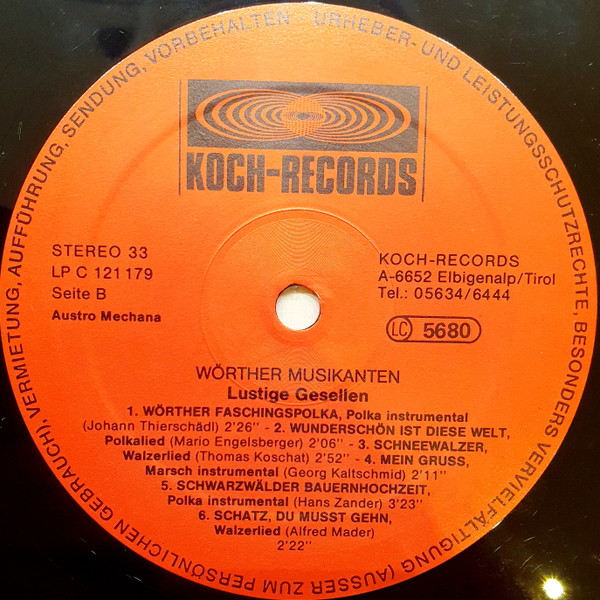 URHEBER- UND LEISTUNGSSCHUTZRECHTE, BESONDERS VERVIELFÄLTIGUNG (AUSSER ZUM PERSÖNLICHEN GEBRAUCH), VERMIETUNG, AUFFÜHRUNG, SENDUNG, VORBEHALTEN -
KOCH-RECORDS
STEREO 33
LP C 121 179
Seite B
Austro Mechana
KOCH-RECORDS
A-6652 Elbigenalp/Tirol
Tel.: 05634/6444
LC 5680
WÖRTHER MUSIKANTEN
Lustige Gesellen
1. WÖRTHER FASCHINGSPOLKA, Polka instrumental
(Johann Thierschädl) 2'26'' - 2. WUNDERSCHÖN IST DIESE WELT,
Polkalied (Mario Engelsberger) 2'06'' - 3. SCHNEEWALZER,
Walzerlied (Thomas Koschat) 2'52'' - 4. MEIN GRUSS,
Marsch instrumental (Georg Kaltschmid) 2'11''
5. SCHWARZWÄLDER BAUERNHOCHZEIT,
Polka instrumental (Hans Zander) 3'23''
6. SCHATZ, DU MUSST GEHN,
Walzerlied (Alfred Mader)
2'22''